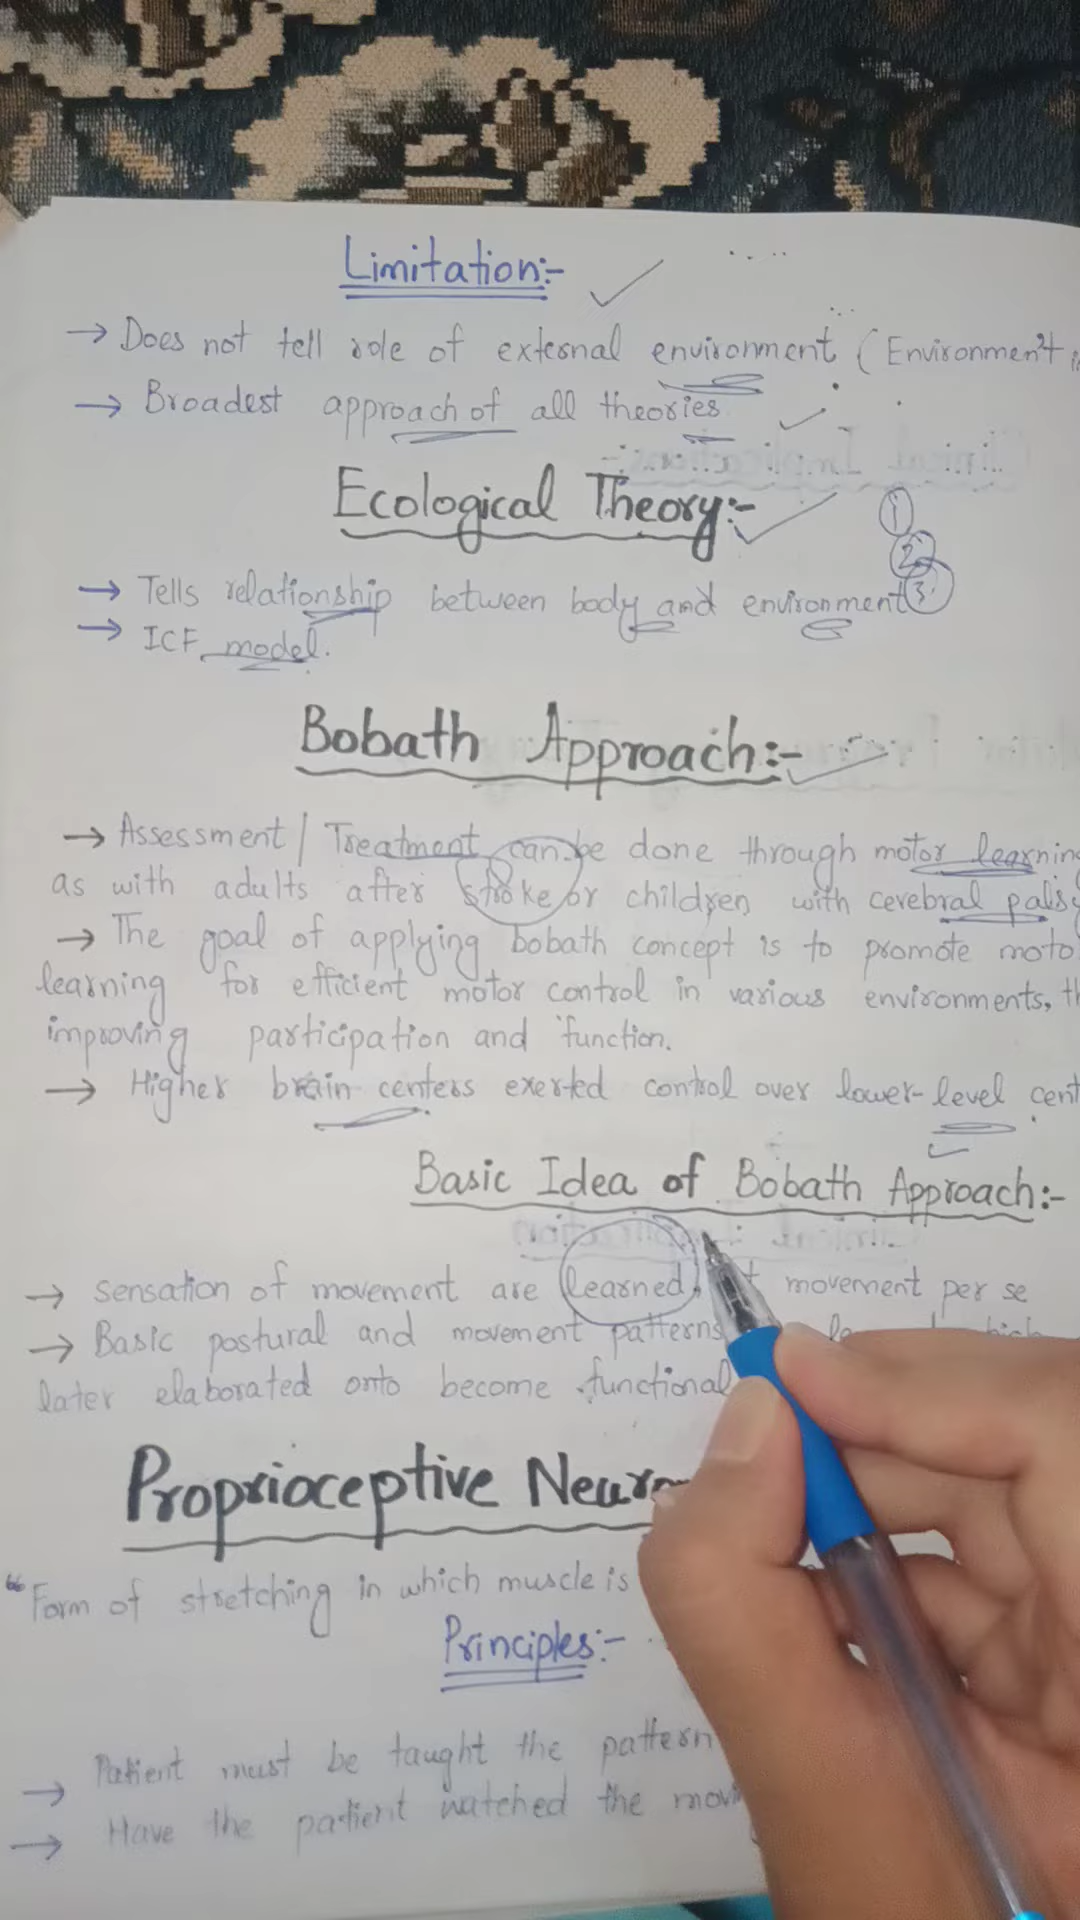 Limitation:-
→ Does not tell role of external environment (Environment
→ Broadest approach of all theories
Ecological Theory:-
①
②
③
→ Tells relationship between body and environment
→ ICF model.
Bobath Approach:-
→ Assessment / Treatment can be done through motor learning
as with adults after stroke or children with cerebral palsy
→ The goal of applying bobath concept is to promote moto
learning for efficient motor control in various environments, th
improving participation and function.
→ Higher brain centers exerted control over lower-level cent
Basic Idea of Bobath Approach:-
→ sensation of movement are learned, movement per se
→ Basic postural and movement patterns
later elaborated onto become functional
Proprioceptive Neuro
“Form of stretching in which muscle is
Principles:-
→ Patient must be taught the pattern
→ Have the patient watched the movi